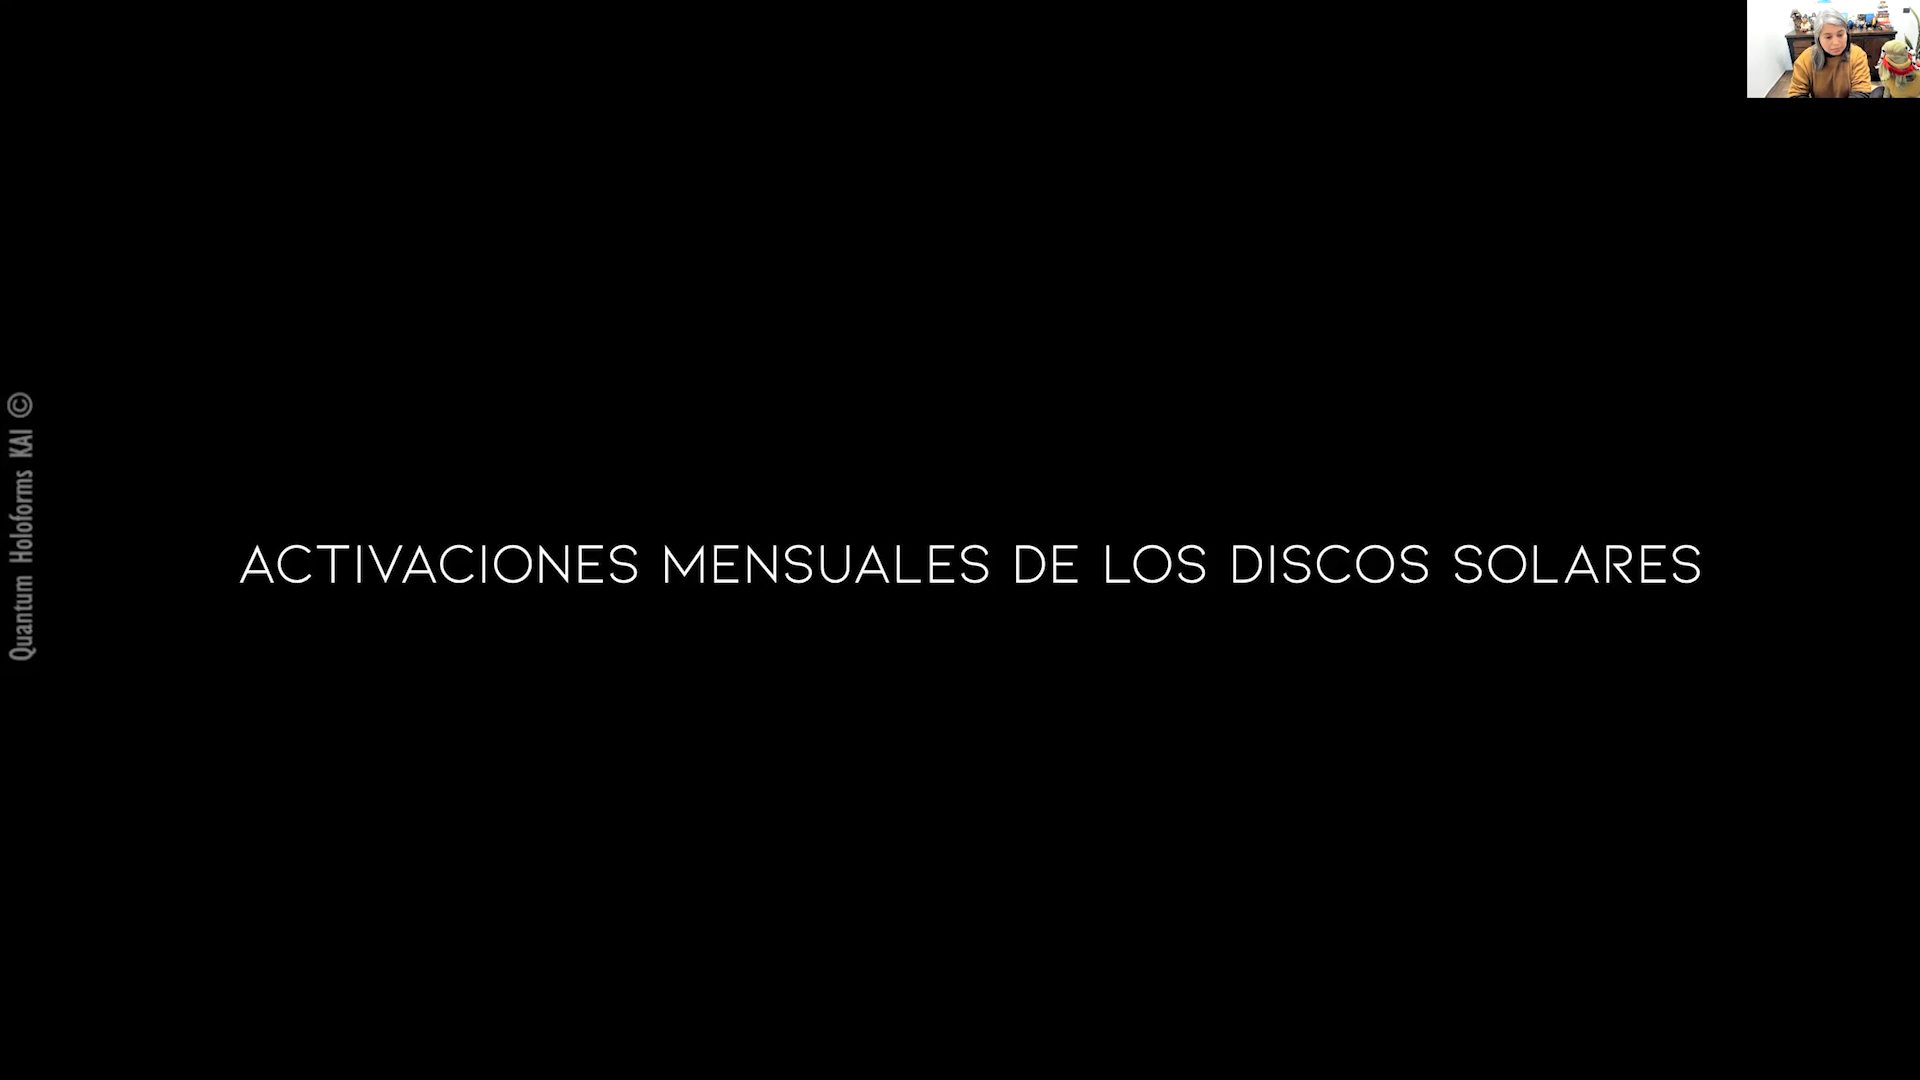 ACTIVACIONES MENSUALES DE LOS DISCOS SOLARES
Quantum Holoforms KAI ©